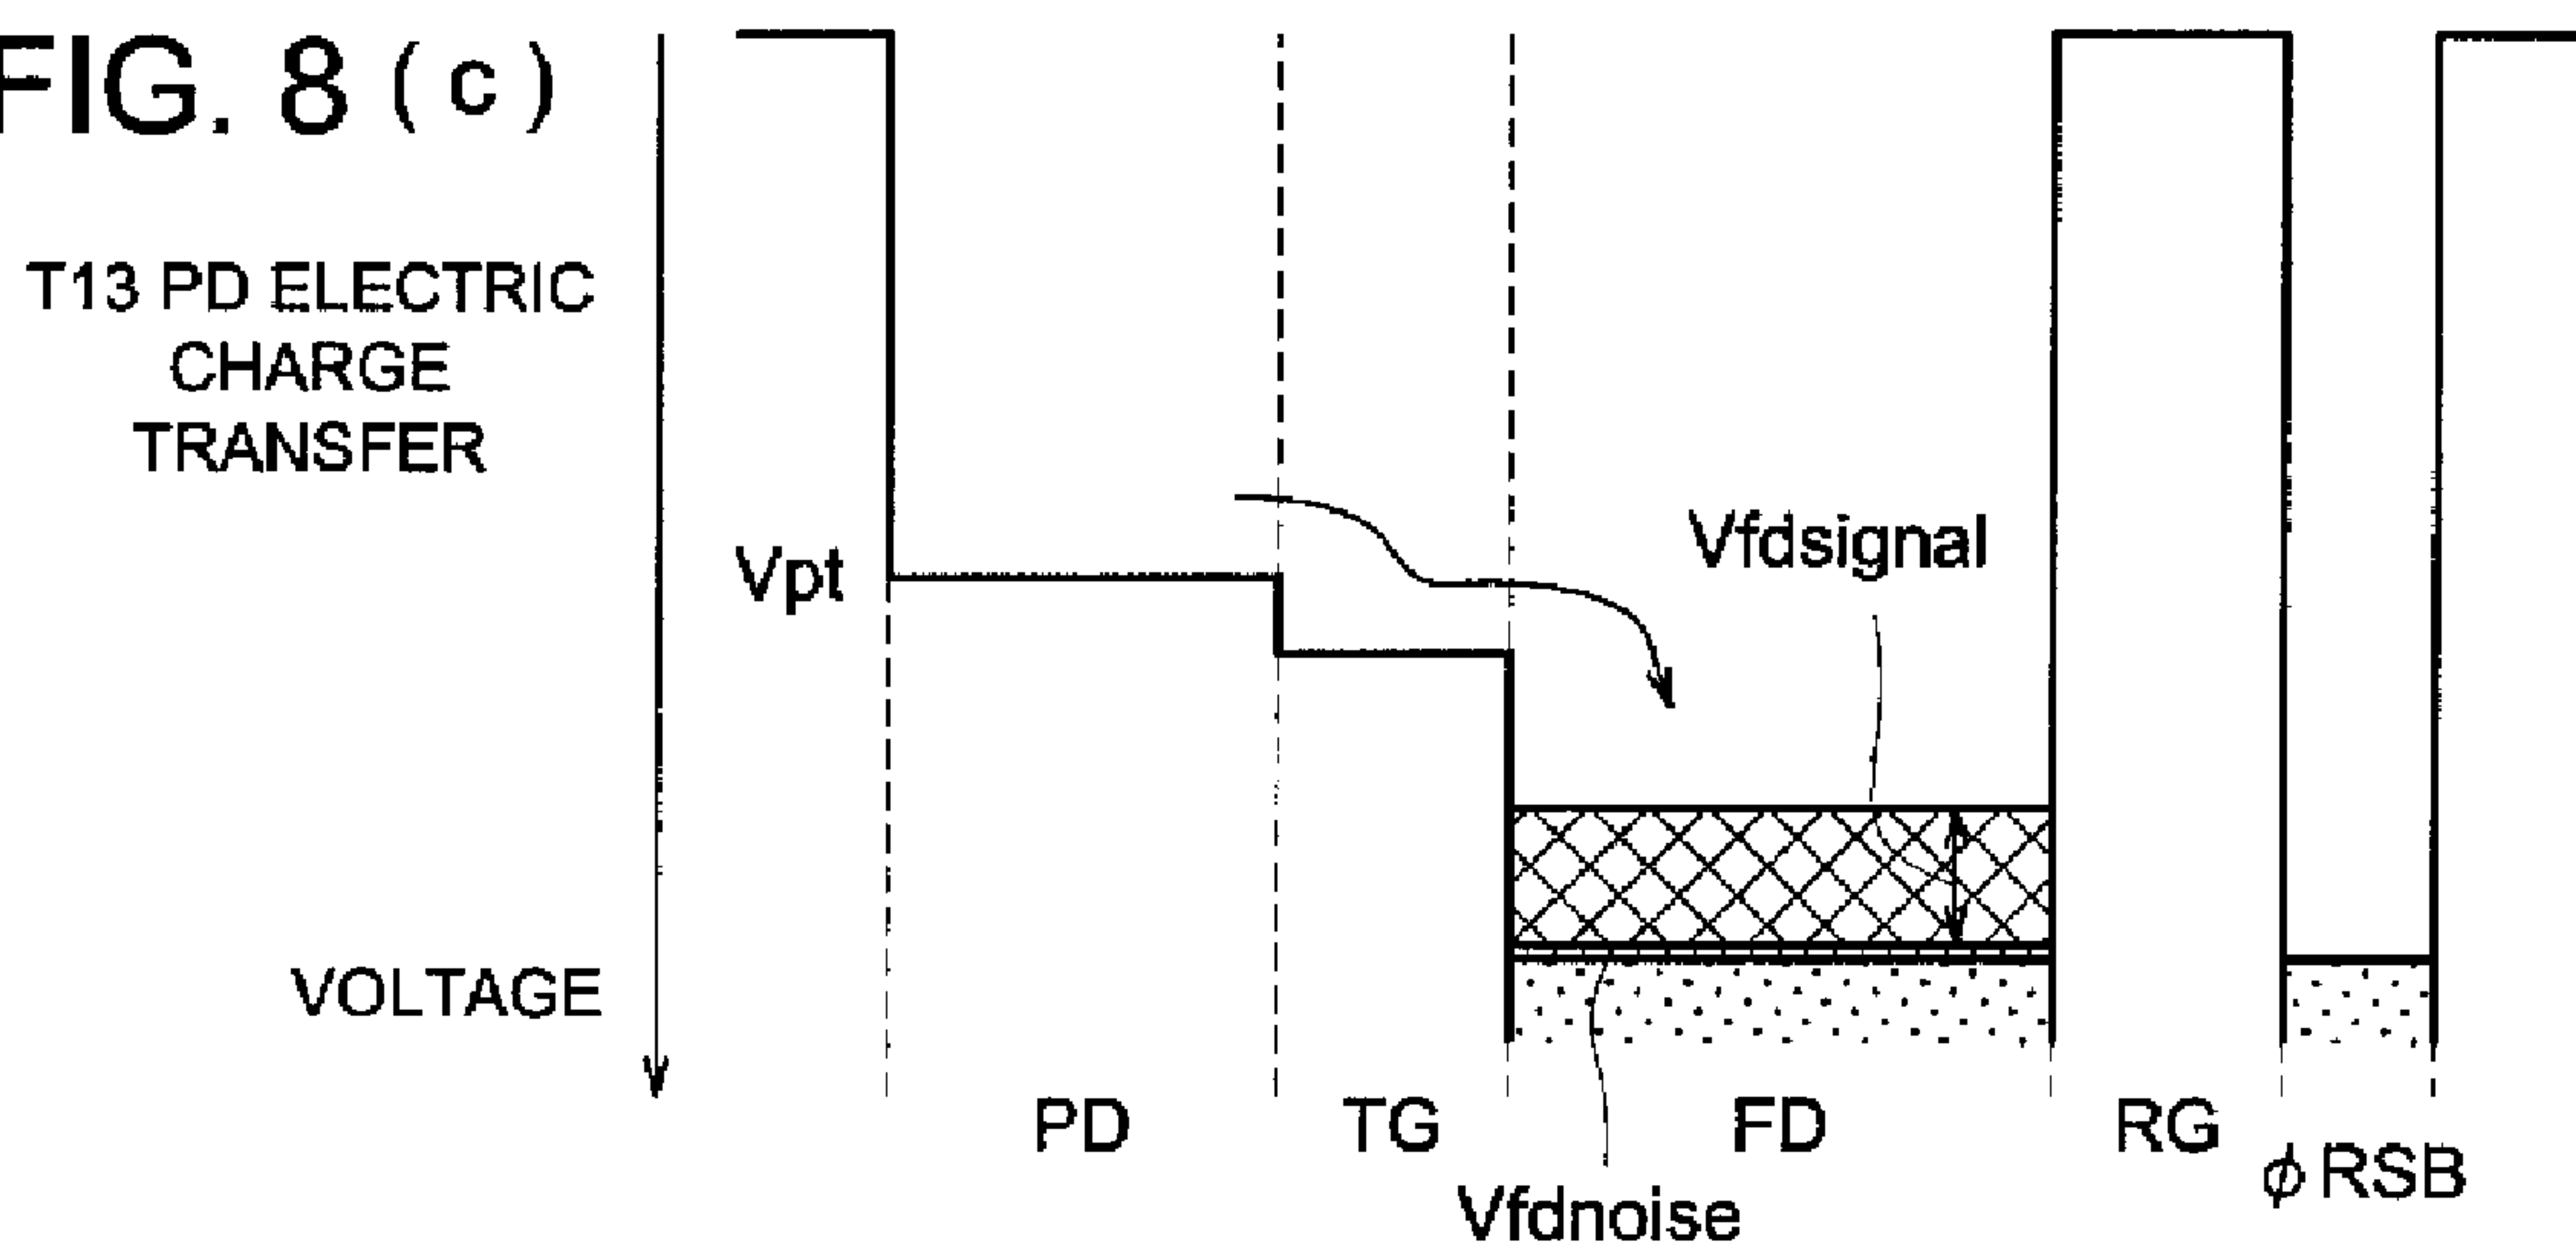 FIG. 8 (c)
T13 PD ELECTRIC
CHARGE
TRANSFER
Vpt
Vfdsignal
VOLTAGE
PD
TG
FD
RG
ϕRSB
Vfdnoise